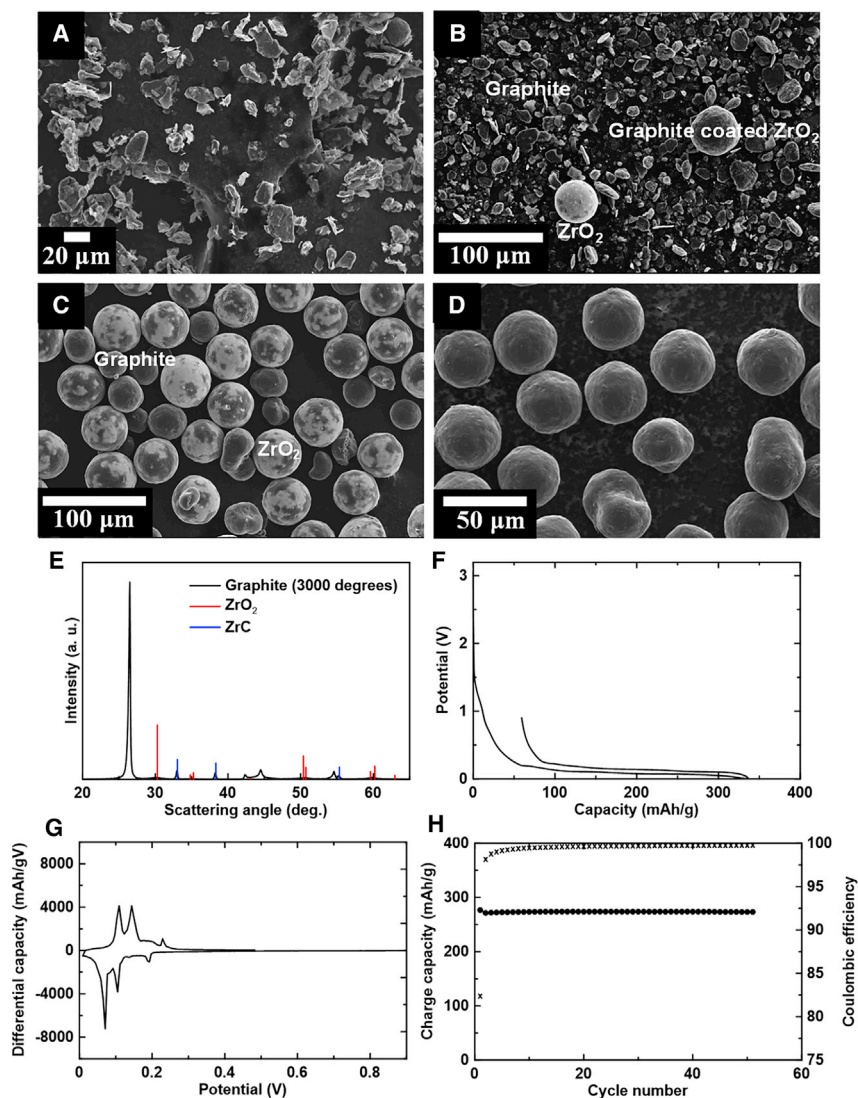 A
20 µm
B
Graphite
Graphite coated ZrO₂
ZrO₂
100 µm
C
Graphite
ZrO₂
100 µm
D
50 µm
E
Graphite (3000 degrees)
ZrO₂
ZrC
Intensity (a. u.)
20 30 40 50 60
Scattering angle (deg.)
F
3
2
1
0
Potential (V)
0 100 200 300 400
Capacity (mAh/g)
G
8000
4000
0
-4000
-8000
Differential capacity (mAh/gV)
0 0.2 0.4 0.6 0.8
Potential (V)
H
400
300
200
100
0
Charge capacity (mAh/g)
100
95
90
85
80
75
Coulombic efficiency
0 20 40 60
Cycle number